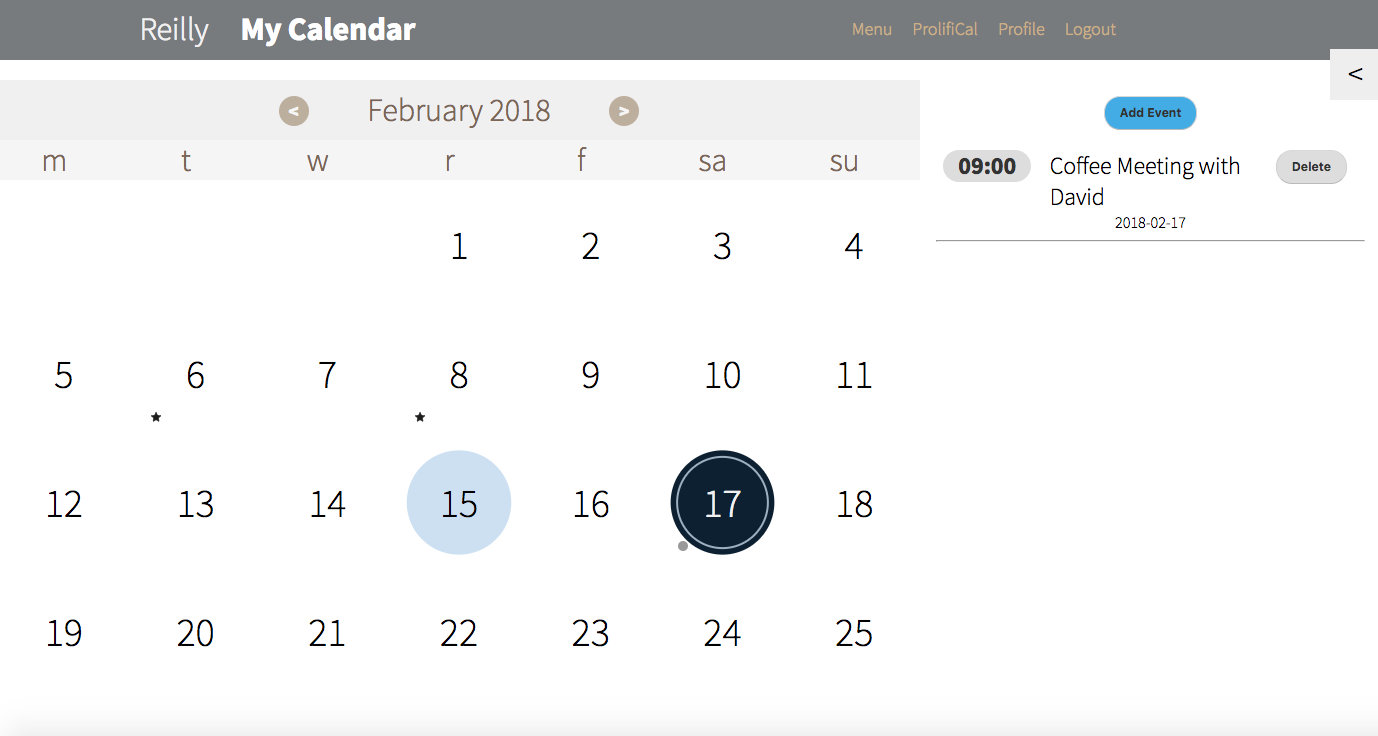 Reilly My Calendar Menu ProlifiCal Profile Logout
<
< February 2018 >
m t w r f sa su
1 2 3 4
5 6 7 8 9 10 11
12 13 14 15 16 17 18
19 20 21 22 23 24 25
Add Event
09:00 Coffee Meeting with Delete
David
2018-02-17